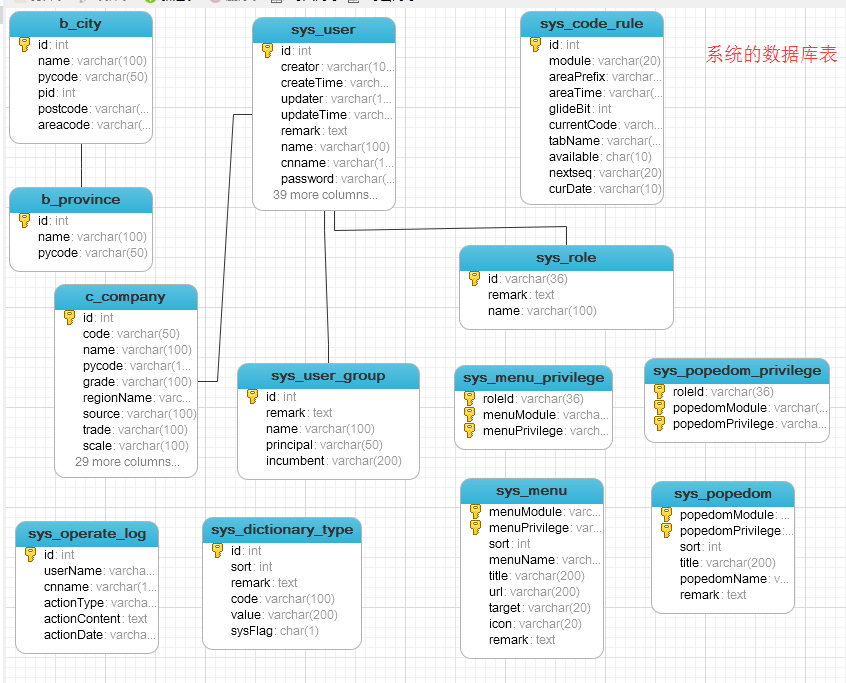 b_city
id: int
name: varchar(100)
pycode: varchar(50)
pid: int
postcode: varchar(...
areacode: varchar(...
sys_user
id: int
creator: varchar(10...
createTime: varch...
updater: varchar(1...
updateTime: varch...
remark: text
name: varchar(100)
cnname: varchar(1...
password: varchar(...
39 more columns...
sys_code_rule
id: int
module: varchar(20)
areaPrefix: varchar...
areaTime: varchar(...
glideBit: int
currentCode: varch...
tabName: varchar(...
available: char(10)
nextseq: varchar(20)
curDate: varchar(10)
系统的数据库表
b_province
id: int
name: varchar(100)
pycode: varchar(50)
sys_role
id: varchar(36)
remark: text
name: varchar(100)
c_company
id: int
code: varchar(50)
name: varchar(100)
pycode: varchar(1...
grade: varchar(100)
regionName: varc...
source: varchar(100)
trade: varchar(100)
scale: varchar(100)
29 more columns...
sys_user_group
id: int
remark: text
name: varchar(100)
principal: varchar(50)
incumbent: varchar(200)
sys_menu_privilege
roleId: varchar(36)
menuModule: varcha...
menuPrivilege: varch...
sys_popedom_privilege
roleId: varchar(36)
popedomModule: varchar(...
popedomPrivilege: varcha...
sys_operate_log
id: int
userName: varcha...
cnname: varchar(1...
actionType: varcha...
actionContent: text
actionDate: varchar...
sys_dictionary_type
id: int
sort: int
remark: text
code: varchar(100)
value: varchar(200)
sysFlag: char(1)
sys_menu
menuModule: varc...
menuPrivilege: var...
sort: int
menuName: varch...
title: varchar(200)
url: varchar(200)
target: varchar(20)
icon: varchar(20)
remark: text
sys_popedom
popedomModule: ...
popedomPrivilege:...
sort: int
title: varchar(200)
popedomName: v...
remark: text